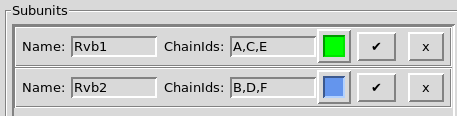 Subunits
Name: Rvb1 ChainIds: A,C,E ✔ x
Name: Rvb2 ChainIds: B,D,F ✔ x